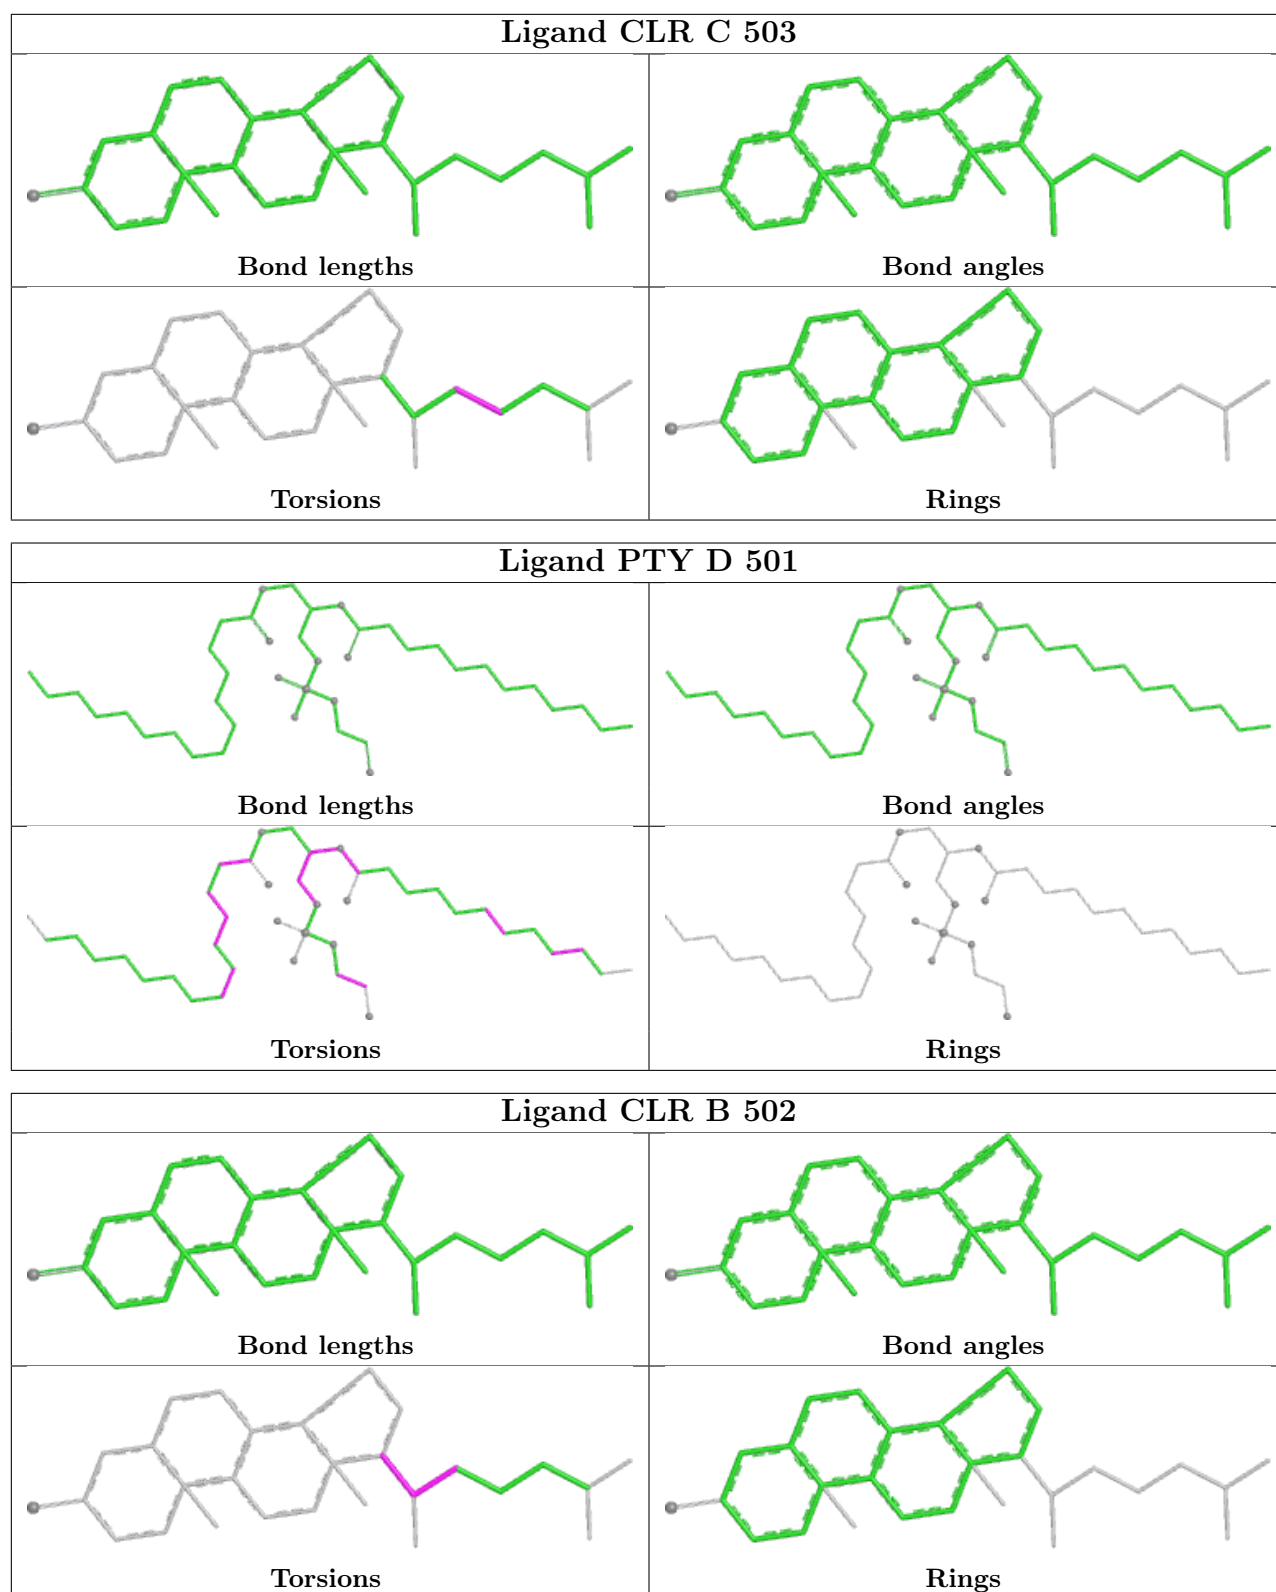 Ligand CLR C 503
Bond lengths
Bond angles
Torsions
Rings
Ligand PTY D 501
Bond lengths
Bond angles
Torsions
Rings
Ligand CLR B 502
Bond lengths
Bond angles
Torsions
Rings